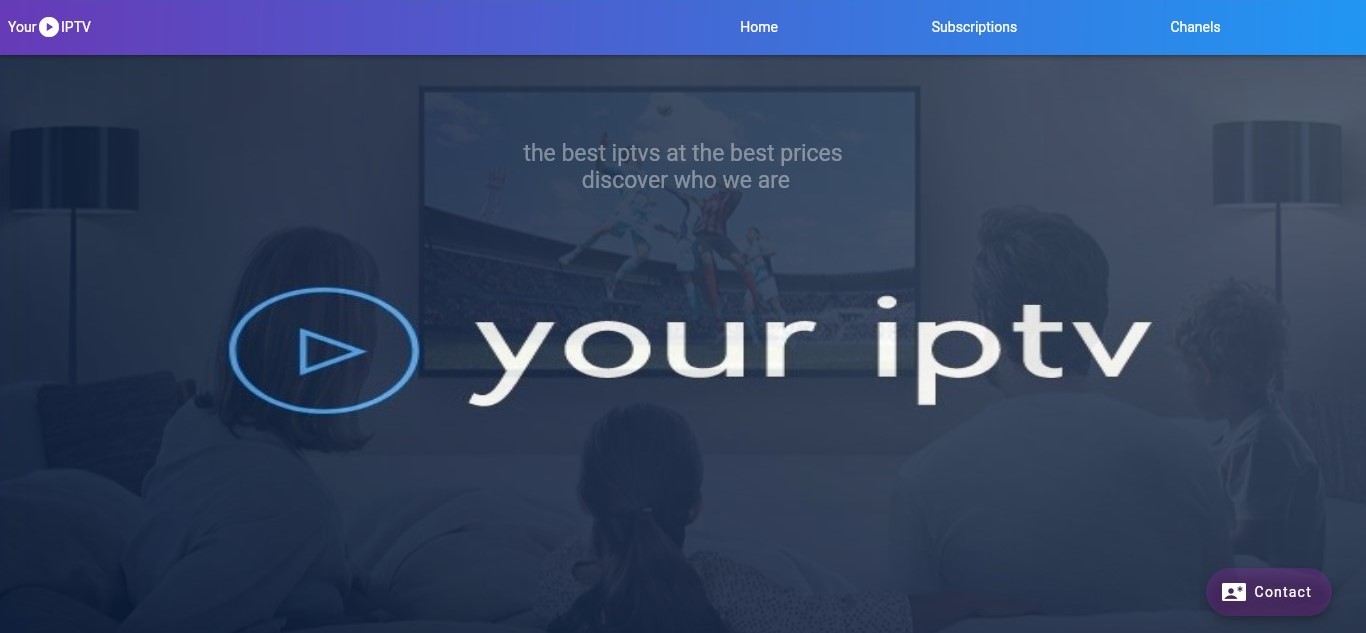 Your IPTV
Home
Subscriptions
Chanels
the best iptvs at the best prices
discover who we are
your iptv
Contact